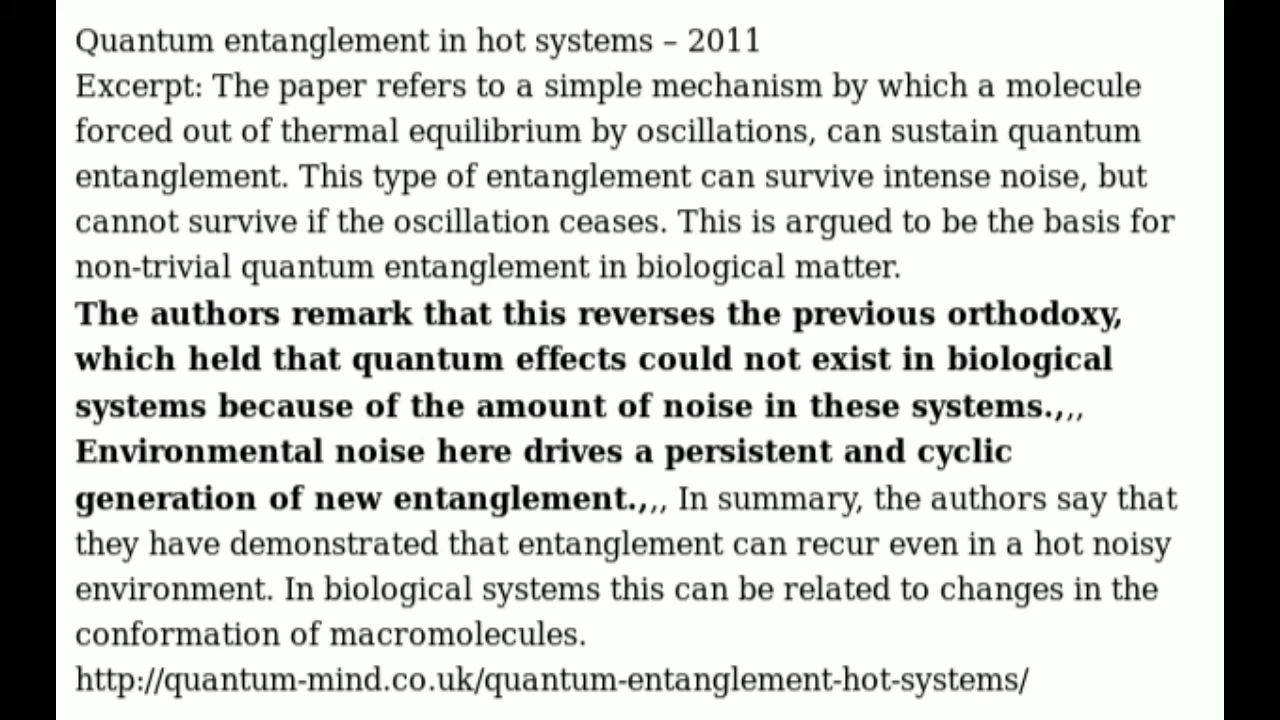 Quantum entanglement in hot systems – 2011
Excerpt: The paper refers to a simple mechanism by which a molecule
forced out of thermal equilibrium by oscillations, can sustain quantum
entanglement. This type of entanglement can survive intense noise, but
cannot survive if the oscillation ceases. This is argued to be the basis for
non-trivial quantum entanglement in biological matter.
The authors remark that this reverses the previous orthodoxy,
which held that quantum effects could not exist in biological
systems because of the amount of noise in these systems.,,,
Environmental noise here drives a persistent and cyclic
generation of new entanglement.,,, In summary, the authors say that
they have demonstrated that entanglement can recur even in a hot noisy
environment. In biological systems this can be related to changes in the
conformation of macromolecules.
http://quantum-mind.co.uk/quantum-entanglement-hot-systems/